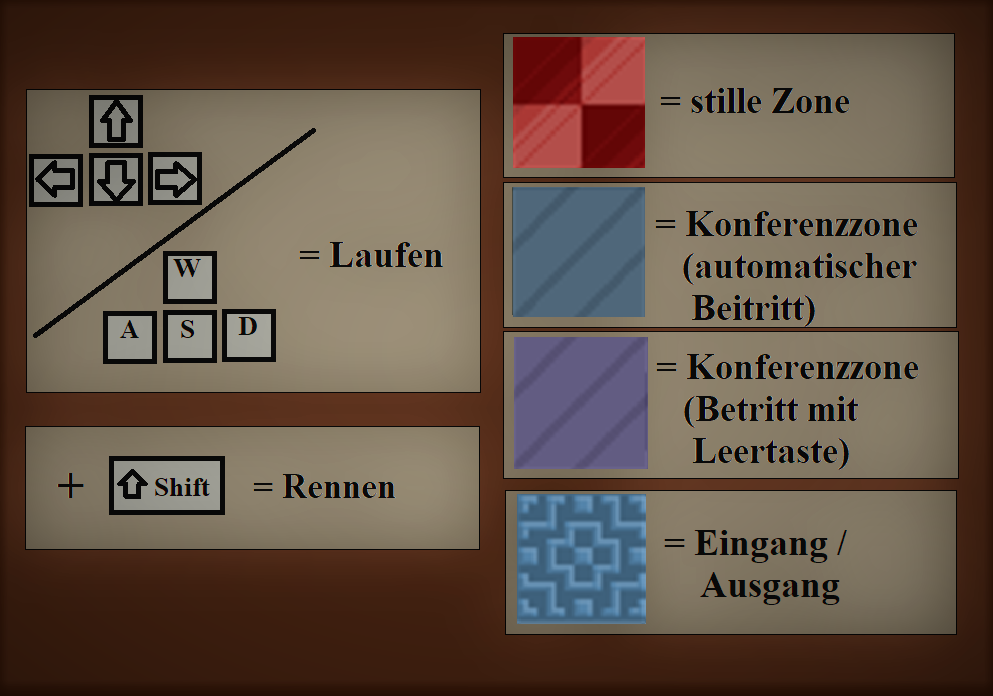 W
A S D
= Laufen
+ Shift = Rennen
= stille Zone
= Konferenzzone
(automatischer
Beitritt)
= Konferenzzone
(Betritt mit
Leertaste)
= Eingang /
Ausgang